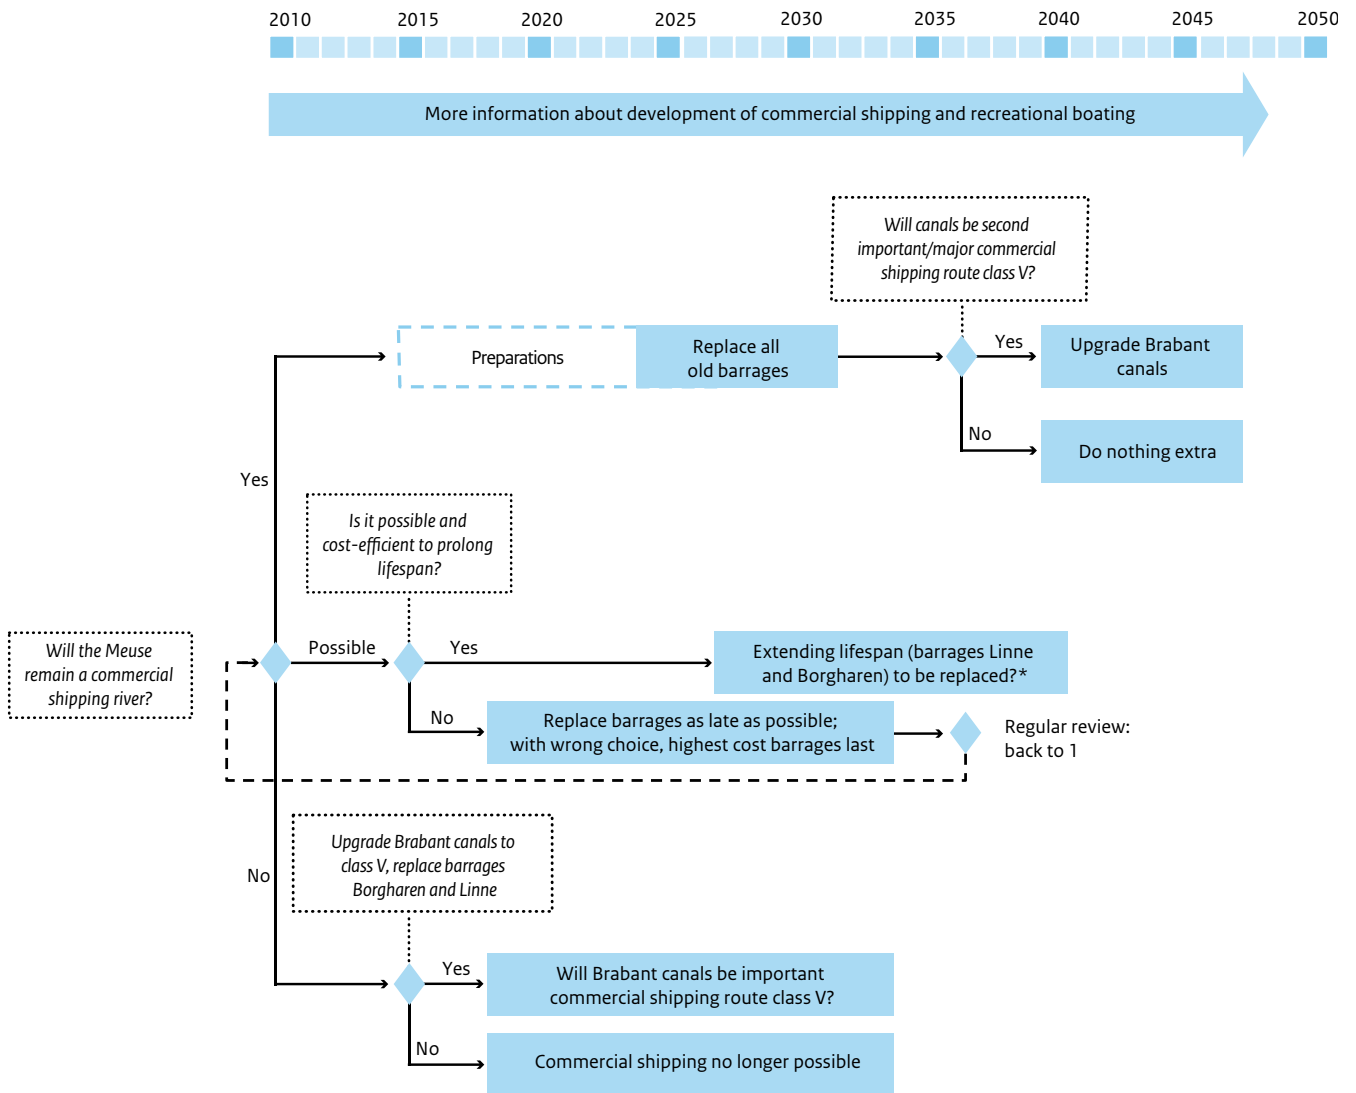 2010 2015 2020 2025 2030 2035 2040 2045 2050
More information about development of commercial shipping and recreational boating
Will canals be second
important/major commercial
shipping route class V?
Preparations
Replace all
old barrages
Yes
Upgrade Brabant
canals
No
Do nothing extra
Yes
Is it possible and
cost-efficient to prolong
lifespan?
Will the Meuse
remain a commercial
shipping river?
Possible
Yes
Extending lifespan (barrages Linne
and Borgharen) to be replaced?*
No
Replace barrages as late as possible;
with wrong choice, highest cost barrages last
Regular review:
back to 1
No
Upgrade Brabant canals to
class V, replace barrages
Borgharen and Linne
Yes
Will Brabant canals be important
commercial shipping route class V?
No
Commercial shipping no longer possible